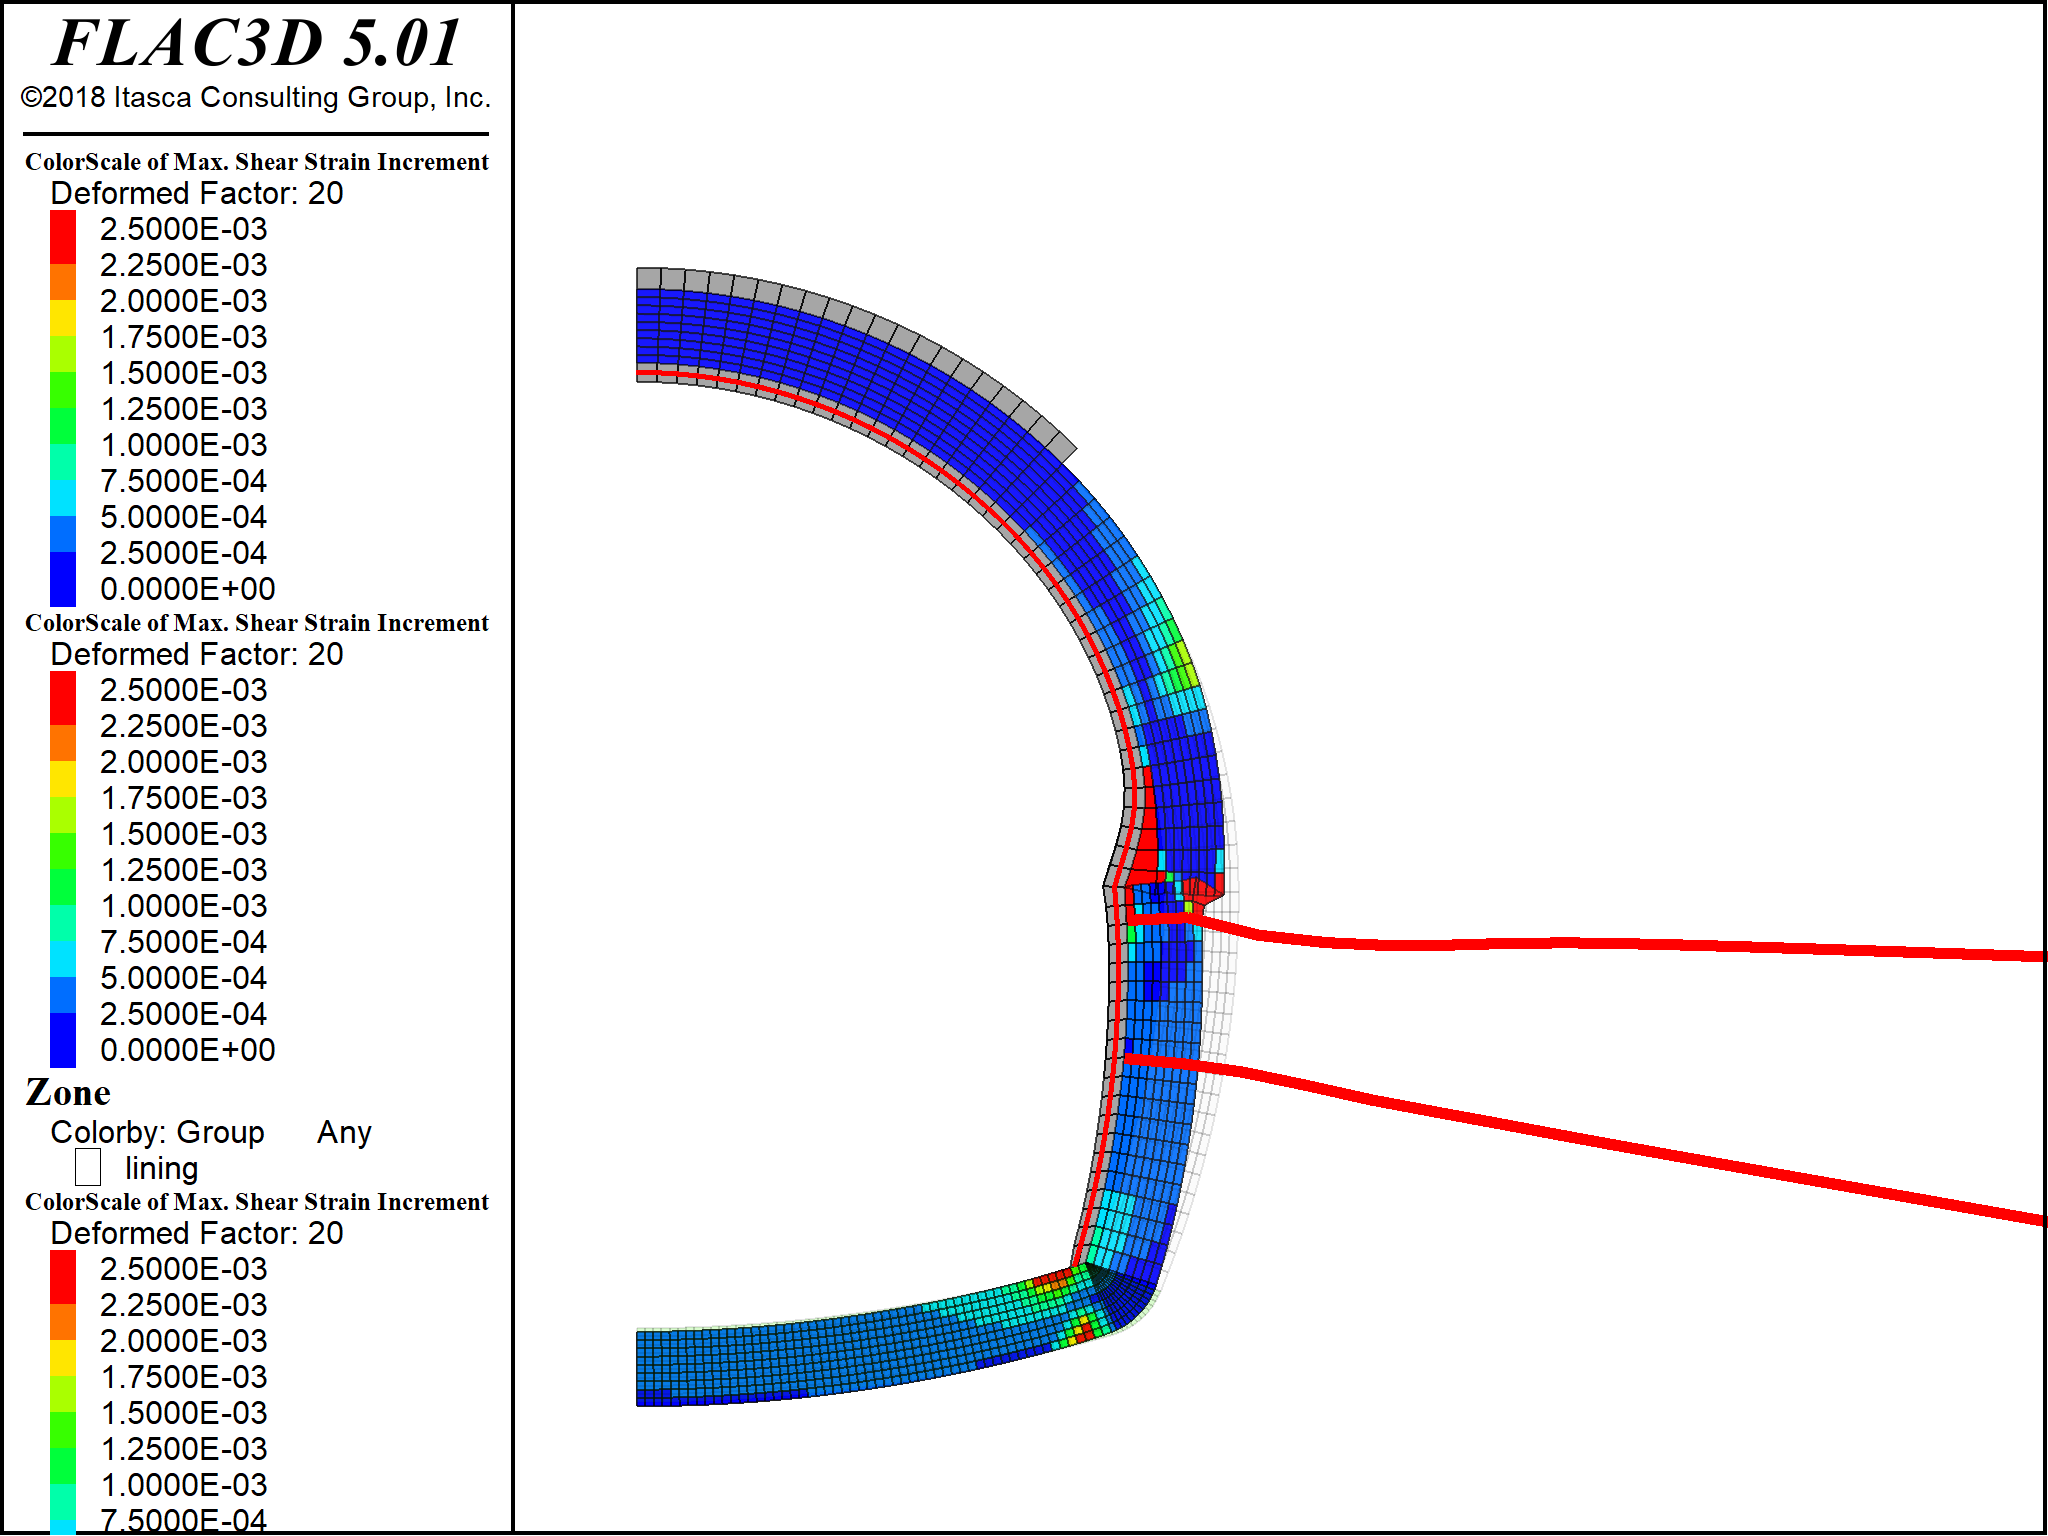 FLAC3D 5.01
©2018 Itasca Consulting Group, Inc.
ColorScale of Max. Shear Strain Increment
Deformed Factor: 20
2.5000E-03
2.2500E-03
2.0000E-03
1.7500E-03
1.5000E-03
1.2500E-03
1.0000E-03
7.5000E-04
5.0000E-04
2.5000E-04
0.0000E+00
ColorScale of Max. Shear Strain Increment
Deformed Factor: 20
2.5000E-03
2.2500E-03
2.0000E-03
1.7500E-03
1.5000E-03
1.2500E-03
1.0000E-03
7.5000E-04
5.0000E-04
2.5000E-04
0.0000E+00
Zone
Colorby: Group Any
lining
ColorScale of Max. Shear Strain Increment
Deformed Factor: 20
2.5000E-03
2.2500E-03
2.0000E-03
1.7500E-03
1.5000E-03
1.2500E-03
1.0000E-03
7.5000E-04